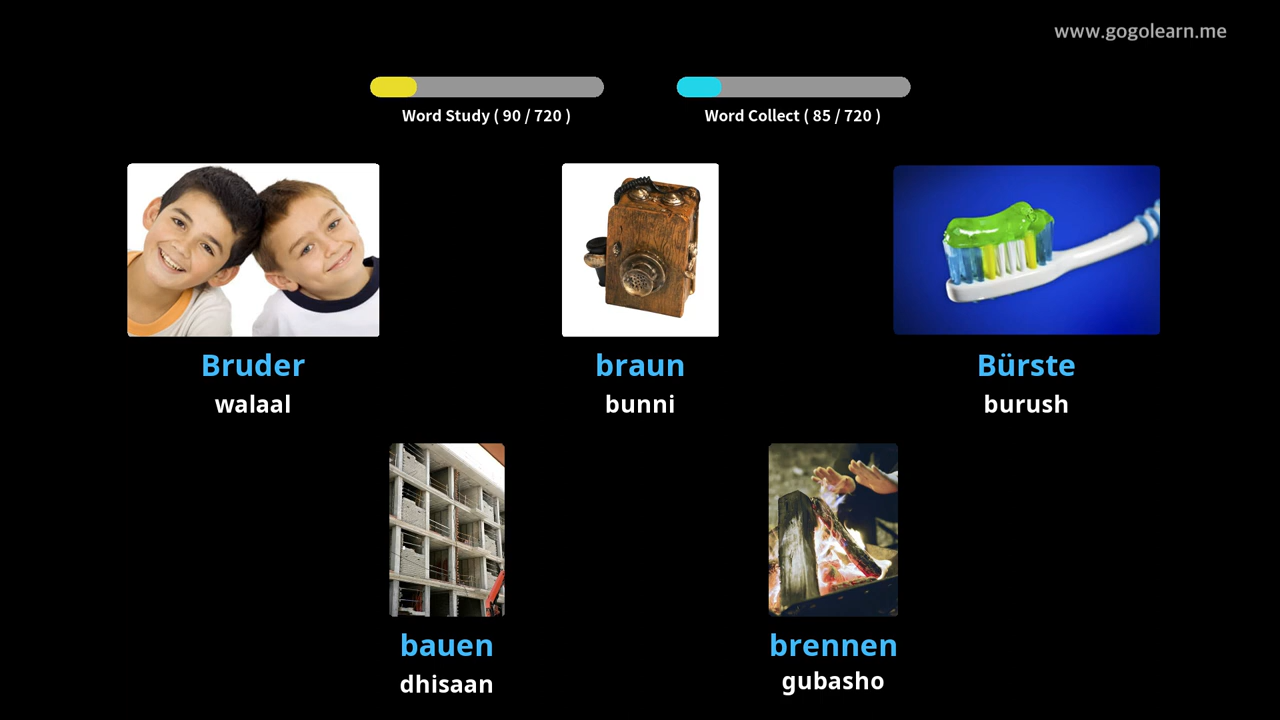 www.gogolearn.me
Word Study ( 90 / 720 )
Word Collect ( 85 / 720 )
Bruder
walaal
braun
bunni
Bürste
burush
bauen
dhisaan
brennen
gubasho